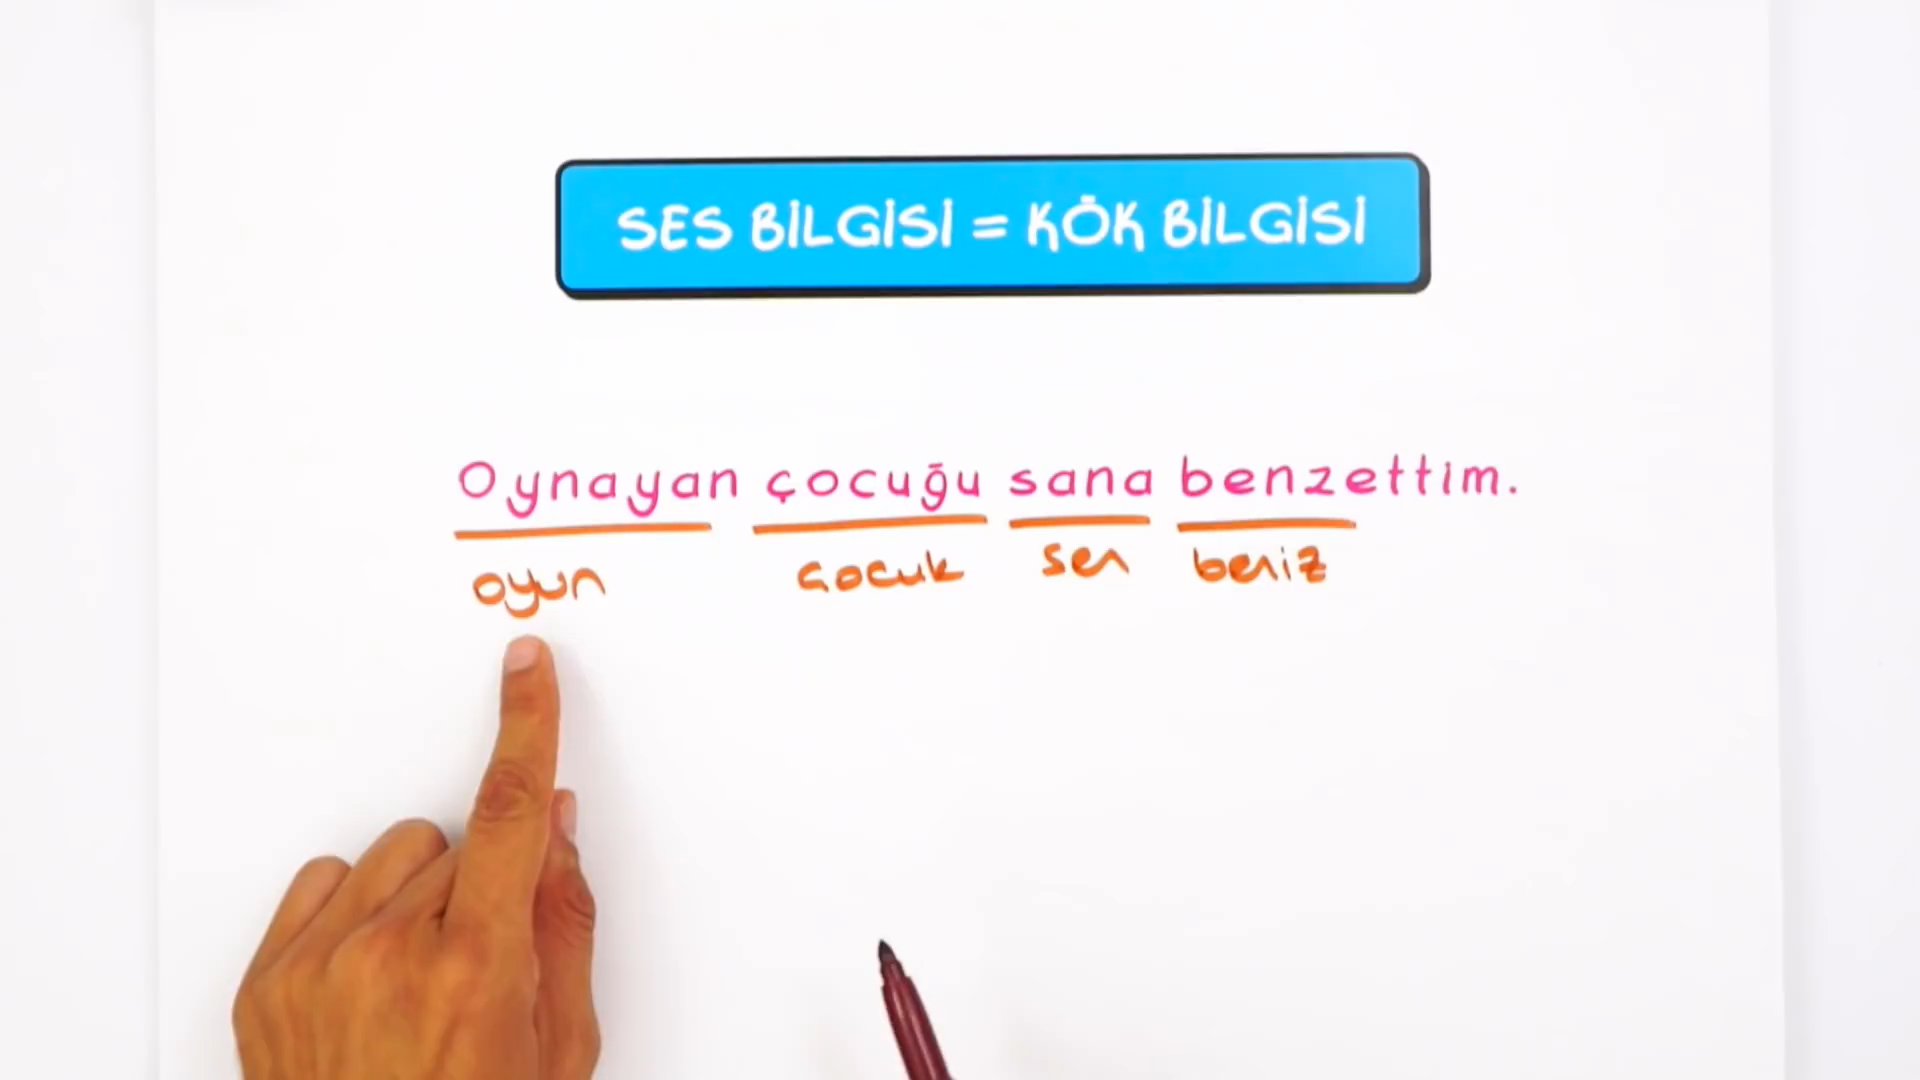 SES BİLGİSİ = KÖK BİLGİSİ
Oynayan çocuğu sana benzettim.
oyun çocuk sen beniz